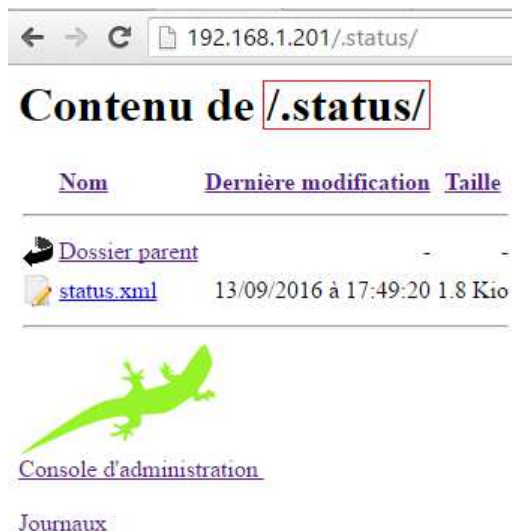 192.168.1.201/.status/
Contenu de /.status/
Nom Dernière modification Taille
Dossier parent - -
status.xml 13/09/2016 à 17:49:20 1.8 Kio
Console d'administration
Journaux